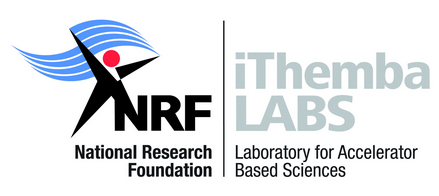 NRF
National Research
Foundation
iThemba
LABS
Laboratory for Accelerator
Based Sciences